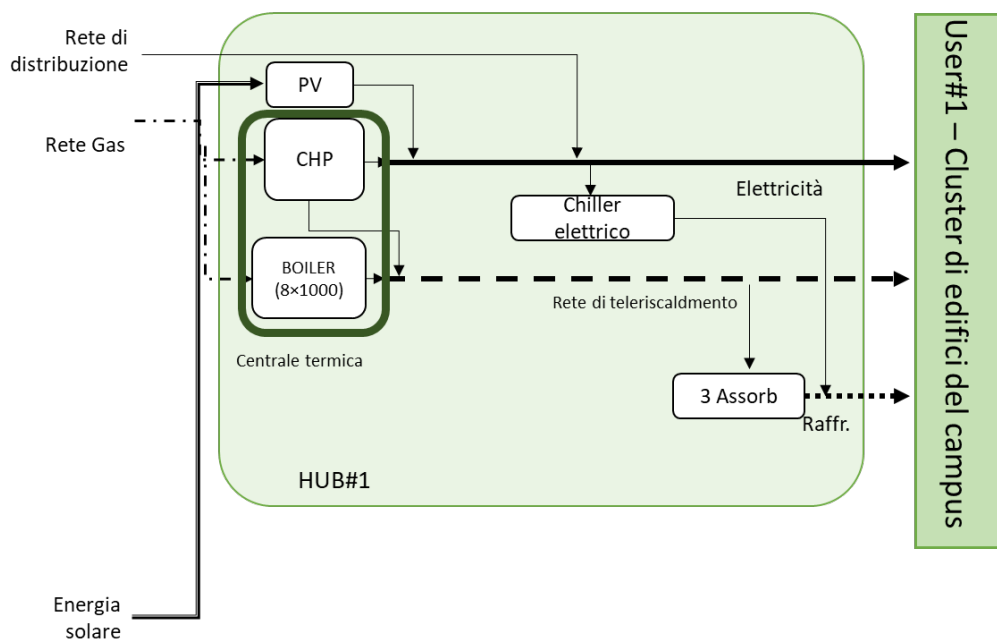 Rete di
distribuzione
PV
Rete Gas
CHP
Elettricità
Chiller
elettrico
BOILER
(8×1000)
Rete di teleriscaldmento
Centrale termica
3 Assorb
Raffr.
HUB#1
Energia
solare
User#1 – Cluster di edifici del campus